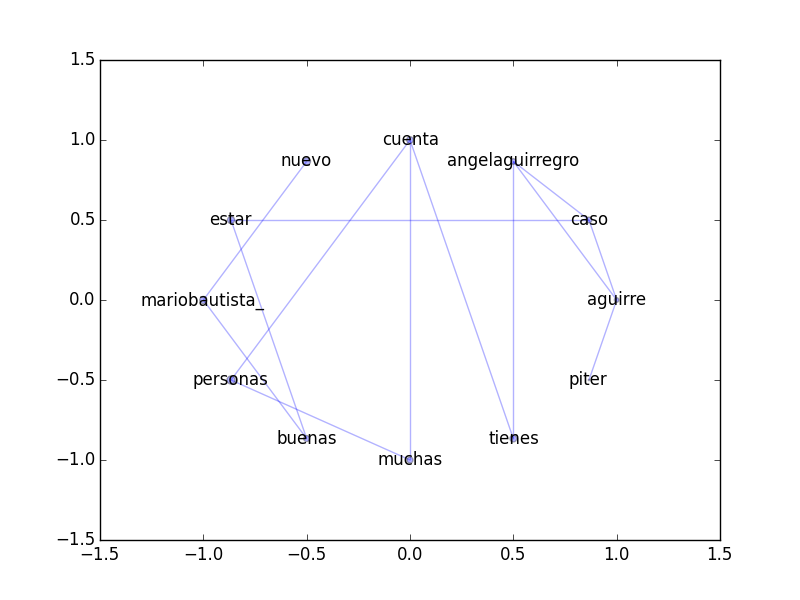 1.5
1.0
0.5
0.0
−0.5
−1.0
−1.5
cuenta
nuevo
angelaguirregro
estar
caso
mariobautista_
aguirre
personas
piter
buenas
tienes
muchas
−1.5
−1.0
−0.5
0.0
0.5
1.0
1.5